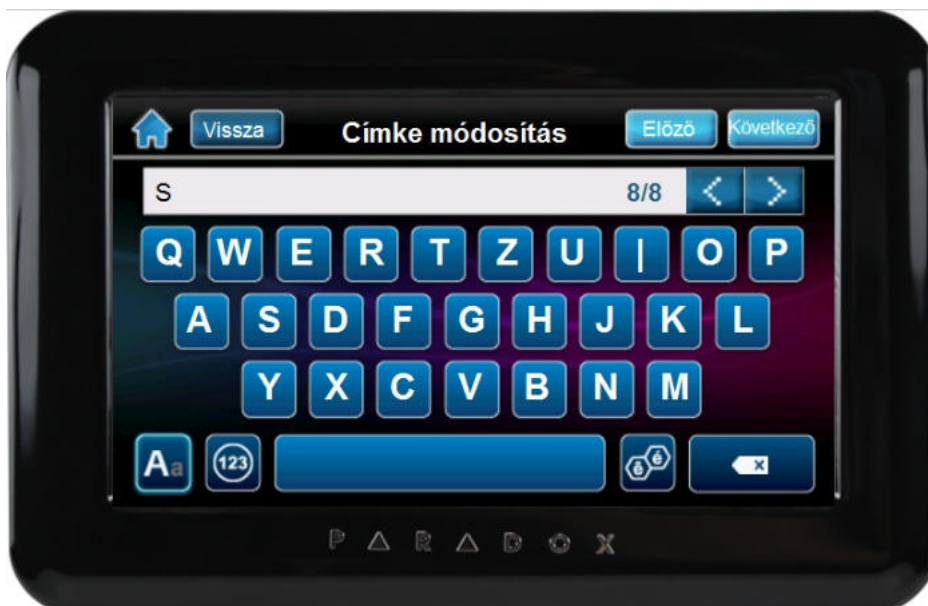 Vissza Címke módosítás Előző Következő
S 8/8 < >
Q W E R T Z U | O P
A S D F G H J K L
Y X C V B N M
Aa 123 ẽ é x
PARADOX